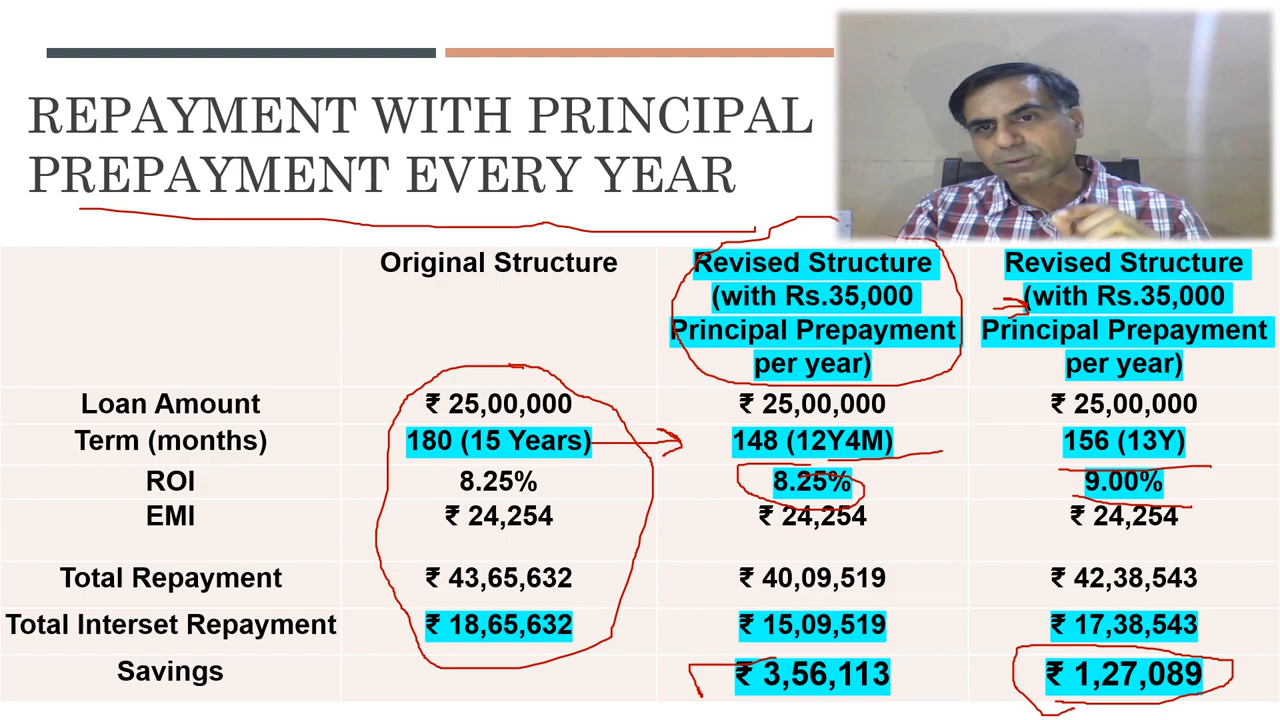 REPAYMENT WITH PRINCIPAL
PREPAYMENT EVERY YEAR
Original Structure
Revised Structure
(with Rs.35,000
Principal Prepayment
per year)
Revised Structure
(with Rs.35,000
Principal Prepayment
per year)
Loan Amount ₹ 25,00,000 ₹ 25,00,000 ₹ 25,00,000
Term (months) 180 (15 Years) 148 (12Y4M) 156 (13Y)
ROI 8.25% 8.25% 9.00%
EMI ₹ 24,254 ₹ 24,254 ₹ 24,254
Total Repayment ₹ 43,65,632 ₹ 40,09,519 ₹ 42,38,543
Total Interset Repayment ₹ 18,65,632 ₹ 15,09,519 ₹ 17,38,543
Savings ₹ 3,56,113 ₹ 1,27,089